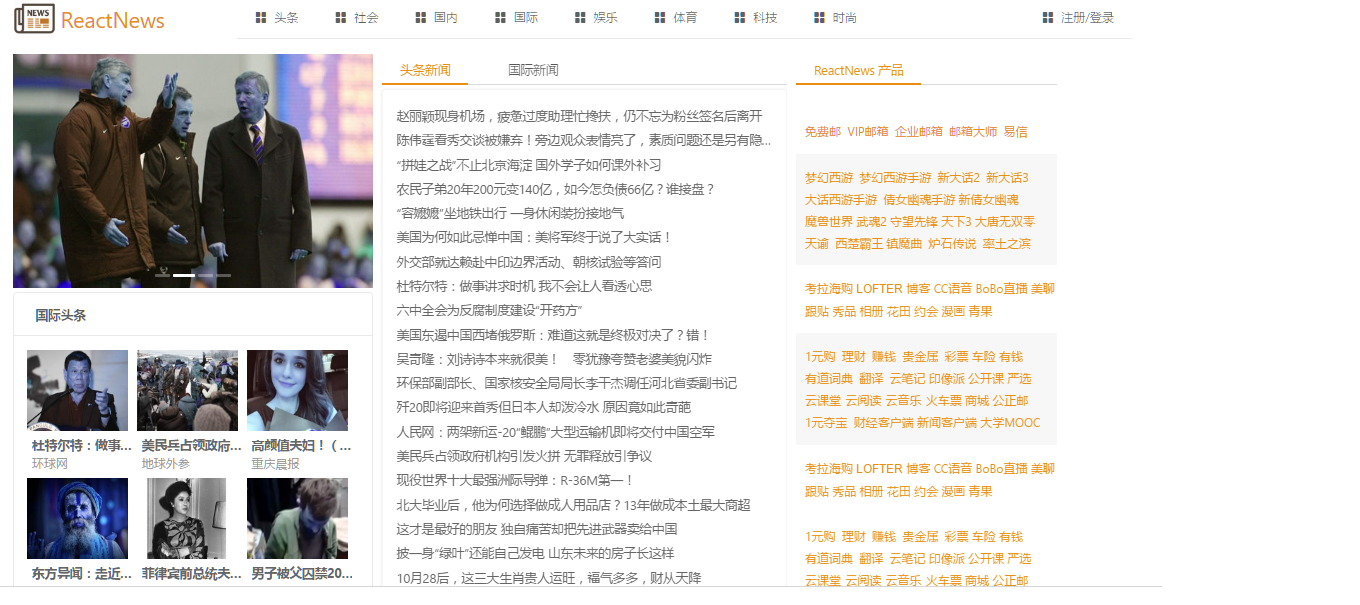 NEWS
ReactNews
头条 社会 国内 国际 娱乐 体育 科技 时尚 注册/登录
国际头条
杜特尔特：做事...
环球网
美民兵占领政府...
地球外参
高颜值夫妇！（...
重庆晨报
东方异闻：走近...
菲律宾前总统夫...
男子被父囚禁20...
头条新闻 国际新闻
赵丽颖现身机场，疲惫过度助理忙搀扶，仍不忘为粉丝签名后离开
陈伟霆看秀交谈被嫌弃！旁边观众表情亮了，素质问题还是另有隐...
“拼娃之战”不止北京海淀 国外学子如何课外补习
农民子弟20年200元变140亿，如今怎负债66亿？谁接盘？
“容嬷嬷”坐地铁出行 一身休闲装扮接地气
美国为何如此忌惮中国：美将军终于说了大实话！
外交部就达赖赴中印边界活动、朝核试验等答问
杜特尔特：做事讲求时机 我不会让人看透心思
六中全会为反腐制度建设“开药方”
美国东遏中国西堵俄罗斯：难道这就是终极对决了？错！
吴奇隆：刘诗诗本来就很美！ 零犹豫夸赞老婆美貌闪炸
环保部副部长、国家核安全局局长李干杰调任河北省委副书记
歼20即将迎来首秀但日本人却泼冷水 原因竟如此奇葩
人民网：两架新运-20“鲲鹏”大型运输机即将交付中国空军
美民兵占领政府机构引发火拼 无罪释放引争议
现役世界十大最强洲际导弹：R-36M第一！
北大毕业后，他为何选择做成人用品店？13年做成本土最大商超
这才是最好的朋友 独自痛苦却把先进武器卖给中国
披一身“绿叶”还能自己发电 山东未来的房子长这样
10月28后，这三大生肖贵人运旺，福气多多，财从天降
ReactNews 产品
免费邮 VIP邮箱 企业邮箱 邮箱大师 易信
梦幻西游 梦幻西游手游 新大话2 新大话3
大话西游手游 倩女幽魂手游 新倩女幽魂
魔兽世界 武魂2 守望先锋 天下3 大唐无双零
天谕 西楚霸王 镇魔曲 炉石传说 率土之滨
考拉海购 LOFTER 博客 CC语音 BoBo直播 美聊
跟贴 秀品 相册 花田 约会 漫画 青果
1元购 理财 赚钱 贵金属 彩票 车险 有钱
有道词典 翻译 云笔记 印像派 公开课 严选
云课堂 云阅读 云音乐 火车票 商城 公正邮
1元夺宝 财经客户端 新闻客户端 大学MOOC
考拉海购 LOFTER 博客 CC语音 BoBo直播 美聊
跟贴 秀品 相册 花田 约会 漫画 青果
1元购 理财 赚钱 贵金属 彩票 车险 有钱
有道词典 翻译 云笔记 印像派 公开课 严选
云课堂 云阅读 云音乐 火车票 商城 公正邮